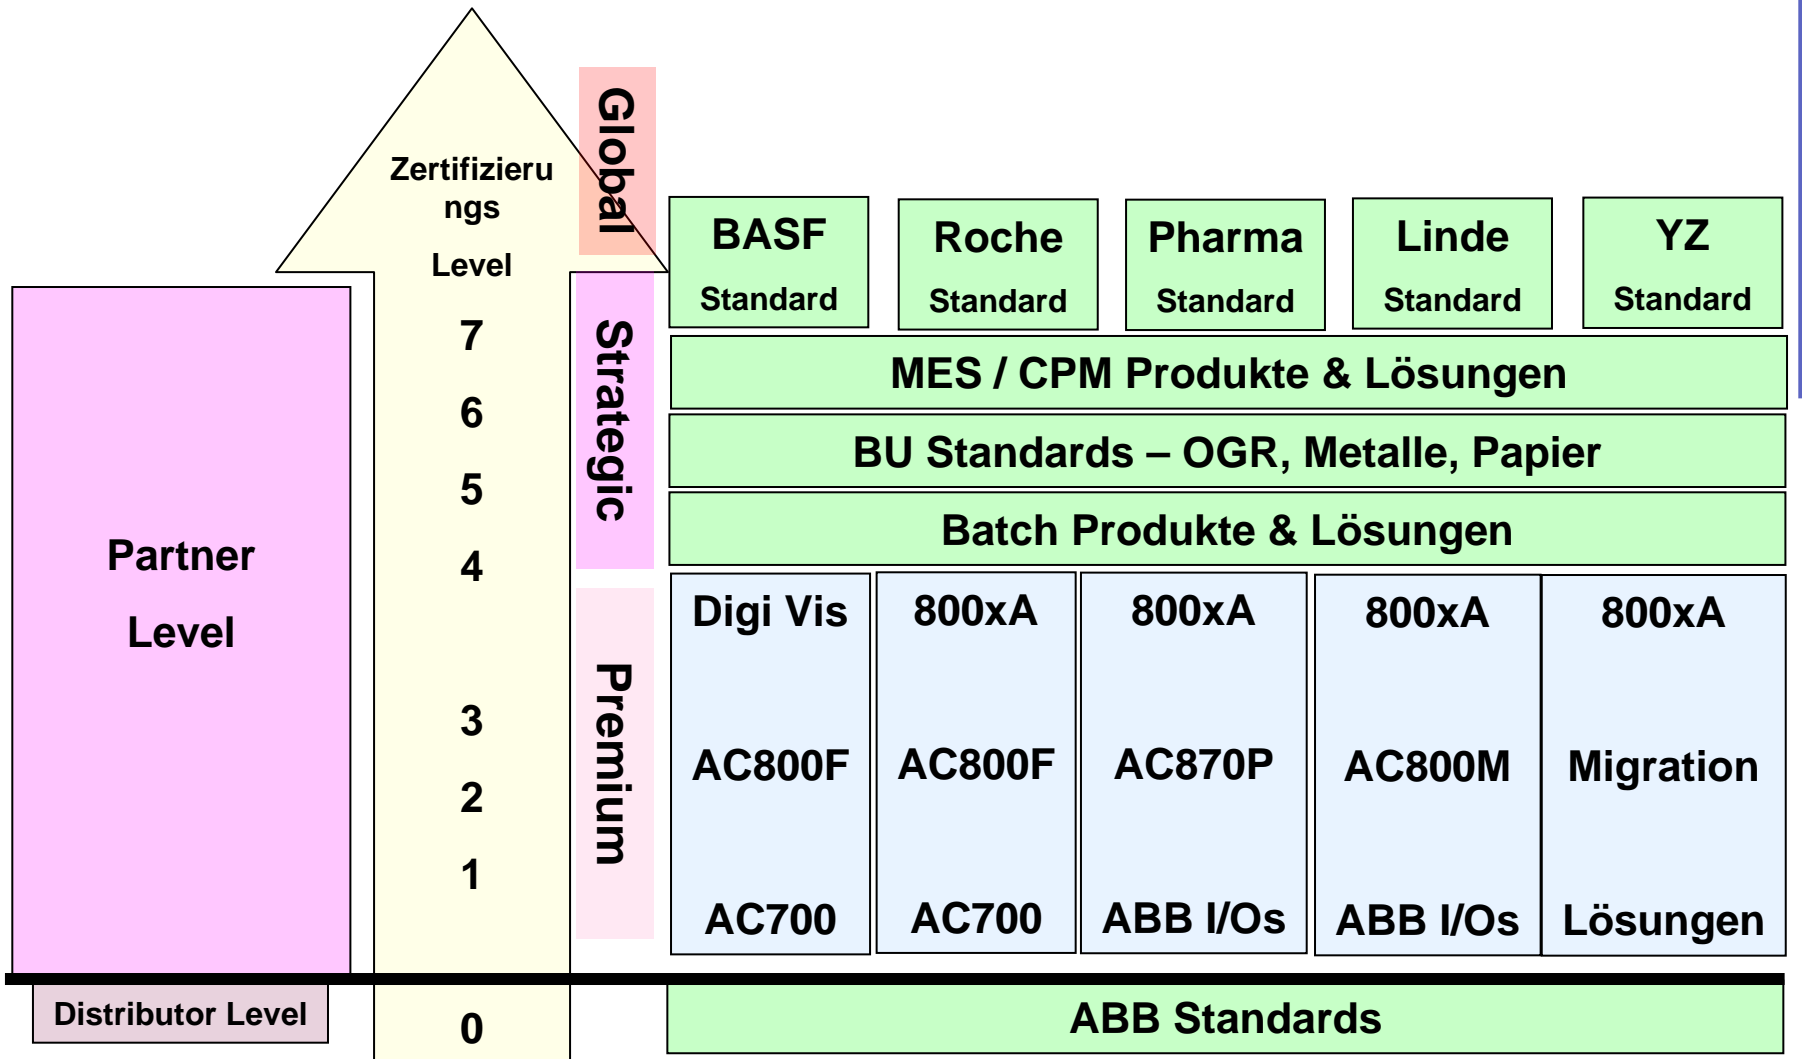 Global
Zertifizieru
ngs
Level
BASF
Standard
Roche
Standard
Pharma
Standard
Linde
Standard
YZ
Standard
Strategic
7
6
5
4
MES / CPM Produkte & Lösungen
BU Standards – OGR, Metalle, Papier
Batch Produkte & Lösungen
Partner
Level
Premium
3
2
1
Digi Vis
AC800F
AC700
800xA
AC800F
AC700
800xA
AC870P
ABB I/Os
800xA
AC800M
ABB I/Os
800xA
Migration
Lösungen
Distributor Level
0
ABB Standards